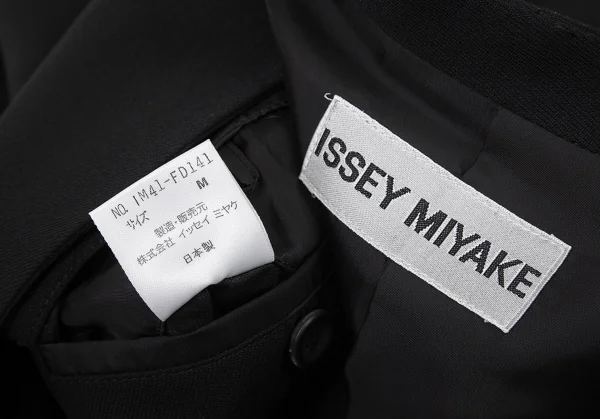 NO. IM41-FD141
サイズ M
製造・販売元
株式会社 イッセイ ミヤケ
日本製
ISSEY MIYAKE